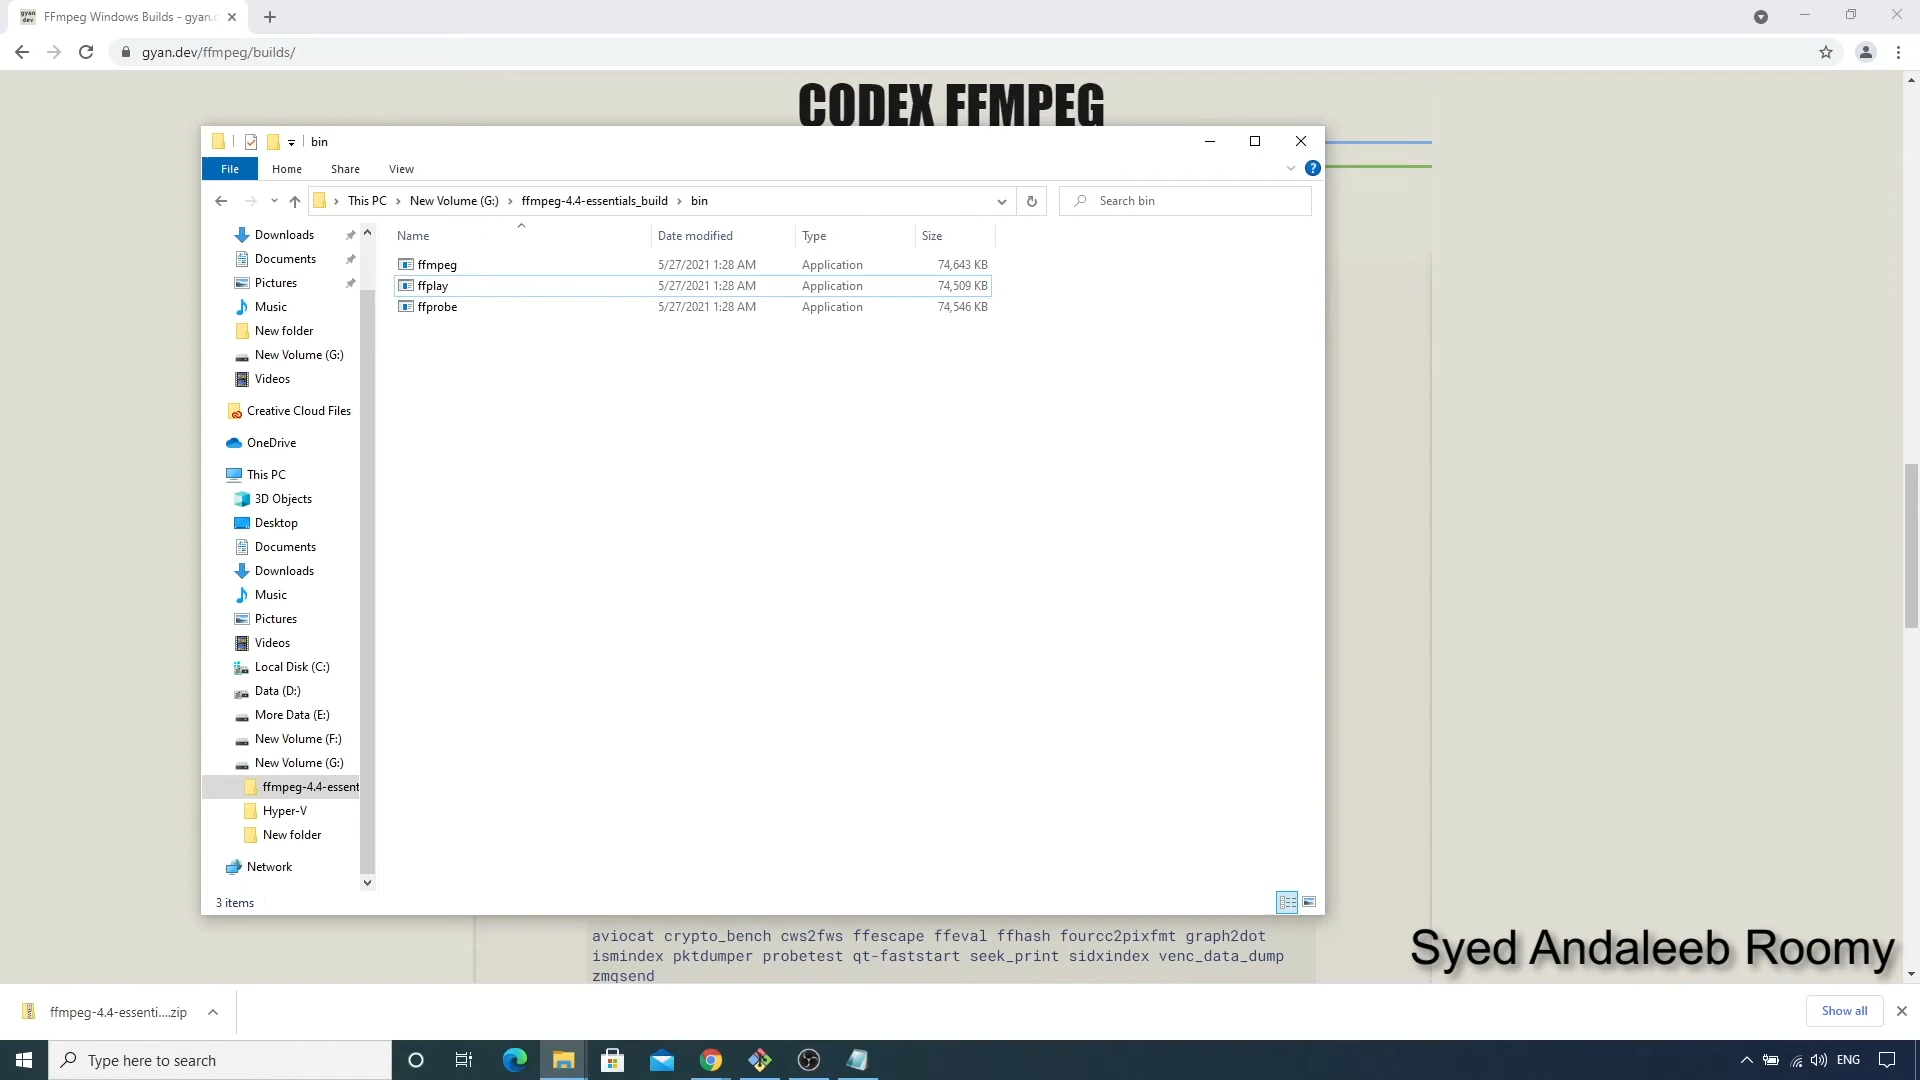 gyan dev
FFmpeg Windows Builds - gyan.d
gyan.dev/ffmpeg/builds/
CODEX FFMPEG
bin
File Home Share View
This PC New Volume (G:) ffmpeg-4.4-essentials_build bin
Search bin
Name Date modified Type Size
ffmpeg 5/27/2021 1:28 AM Application 74,643 KB
ffplay 5/27/2021 1:28 AM Application 74,509 KB
ffprobe 5/27/2021 1:28 AM Application 74,546 KB
Downloads
Documents
Pictures
Music
New folder
New Volume (G:)
Videos
Creative Cloud Files
OneDrive
This PC
3D Objects
Desktop
Documents
Downloads
Music
Pictures
Videos
Local Disk (C:)
Data (D:)
More Data (E:)
New Volume (F:)
New Volume (G:)
ffmpeg-4.4-essent
Hyper-V
New folder
Network
3 items
aviocat crypto_bench cws2fws ffescape ffeval ffhash fourcc2pixfmt graph2dot
ismindex pktdumper probetest qt-faststart seek_print sidxindex venc_data_dump
zmqsend
Syed Andaleeb Roomy
ffmpeg-4.4-essenti....zip
Show all
Type here to search
ENG